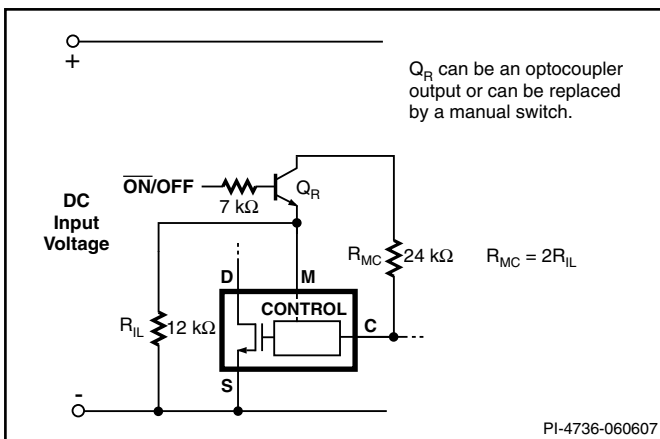 +
Q_R can be an optocoupler
output or can be replaced
by a manual switch.
O̅N̅/OFF
7 kΩ
Q_R
DC
Input
Voltage
R_MC
24 kΩ
R_MC = 2R_IL
D
M
CONTROL
C
R_IL
12 kΩ
S
-
PI-4736-060607